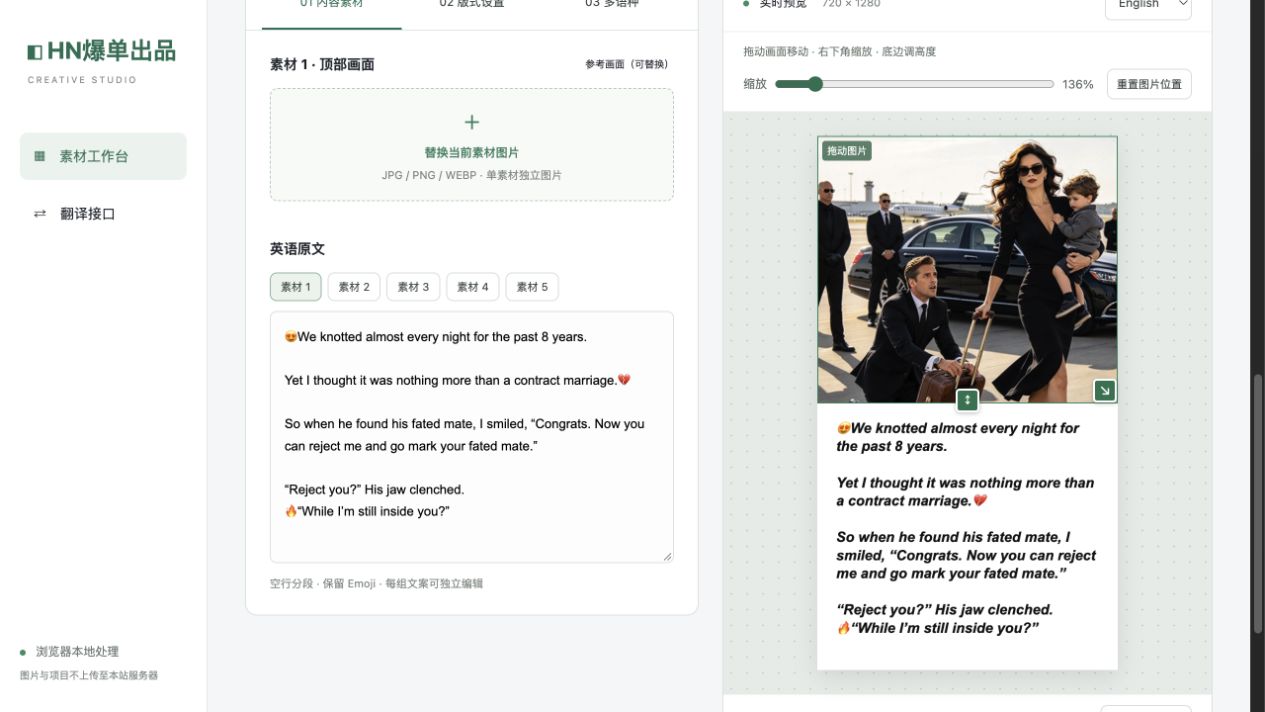 HN爆单出品
CREATIVE STUDIO
素材工作台
翻译接口
浏览器本地处理
图片与项目不上传至本站服务器
01 内容素材
02 版式设置
03 多语种
素材 1 · 顶部画面
参考画面（可替换）
替换当前素材图片
JPG / PNG / WEBP · 单素材独立图片
英语原文
素材 1
素材 2
素材 3
素材 4
素材 5
😍We knotted almost every night for the past 8 years.
Yet I thought it was nothing more than a contract marriage.💔
So when he found his fated mate, I smiled, “Congrats. Now you
can reject me and go mark your fated mate.”
“Reject you?” His jaw clenched.
🔥“While I’m still inside you?”
空行分段 · 保留 Emoji · 每组文案可独立编辑
实时预览
720 × 1280
English
拖动画面移动 · 右下角缩放 · 底边调高度
缩放
136%
重置图片位置
拖动图片
😍We knotted almost every night for
the past 8 years.
Yet I thought it was nothing more than
a contract marriage.💔
So when he found his fated mate, I
smiled, “Congrats. Now you can reject
me and go mark your fated mate.”
“Reject you?” His jaw clenched.
🔥“While I’m still inside you?”